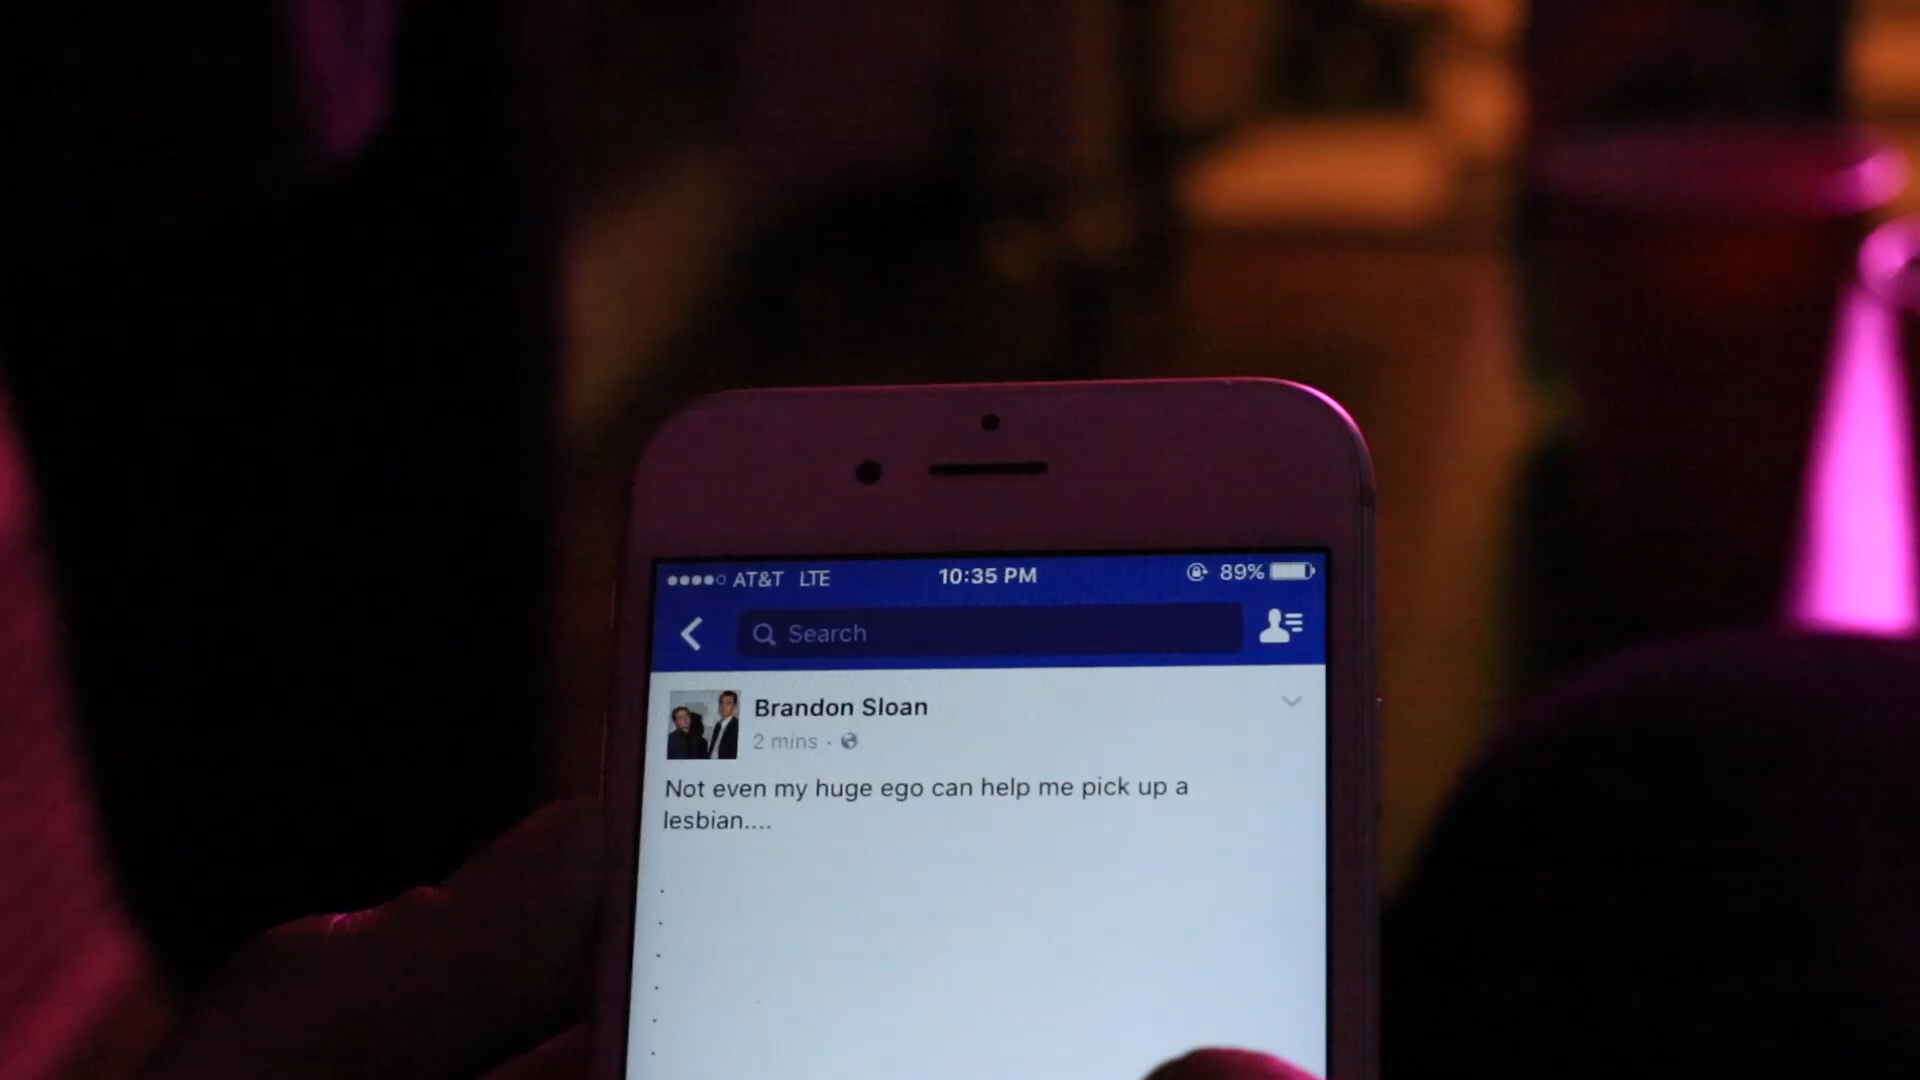 AT&T LTE 10:35 PM 89%
Search
Brandon Sloan
2 mins ·
Not even my huge ego can help me pick up a
lesbian....
.
.
.
.
.
.